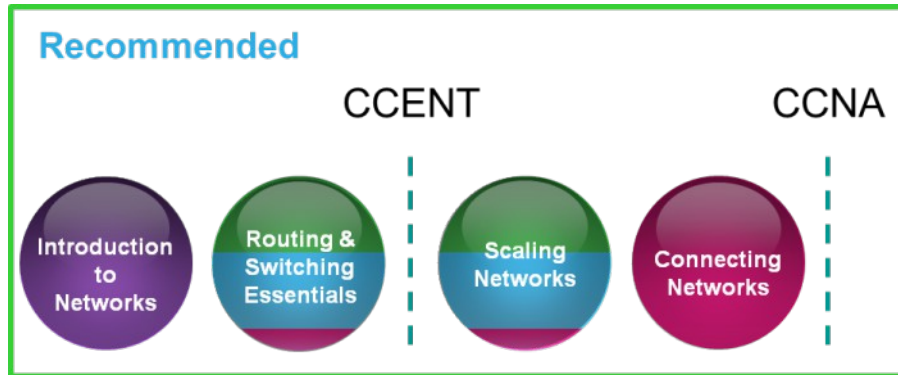 Recommended
CCENT
CCNA
Introduction
to
Networks
Routing &
Switching
Essentials
Scaling
Networks
Connecting
Networks